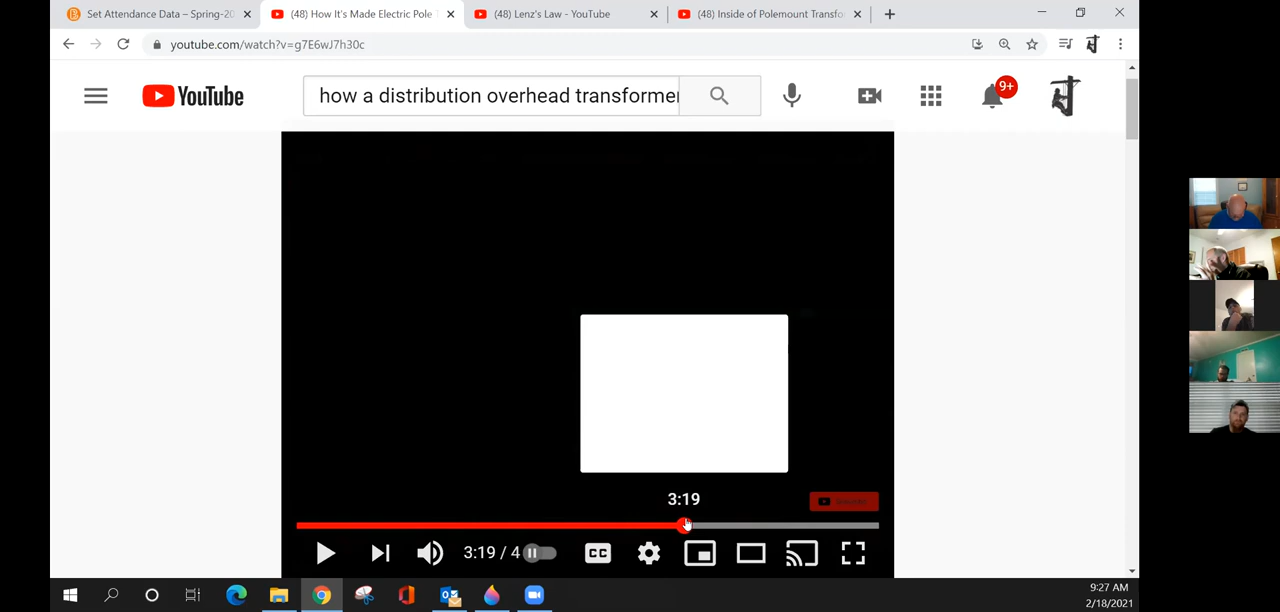 Set Attendance Data – Spring-20
(48) How It's Made Electric Pole T
(48) Lenz's Law - YouTube
(48) Inside of Polemount Transfo
youtube.com/watch?v=g7E6wJ7h30c
YouTube
how a distribution overhead transformer
9+
3:19
3:19 / 4
CC
9:27 AM
2/18/2021